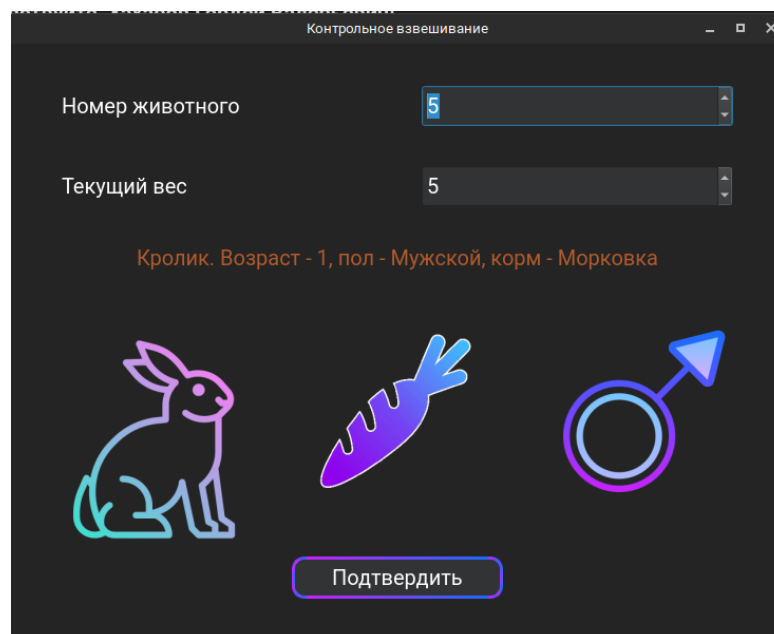 Контрольное взвешивание
Номер животного 5
Текущий вес 5
Кролик. Возраст - 1, пол - Мужской, корм - Морковка
Подтвердить